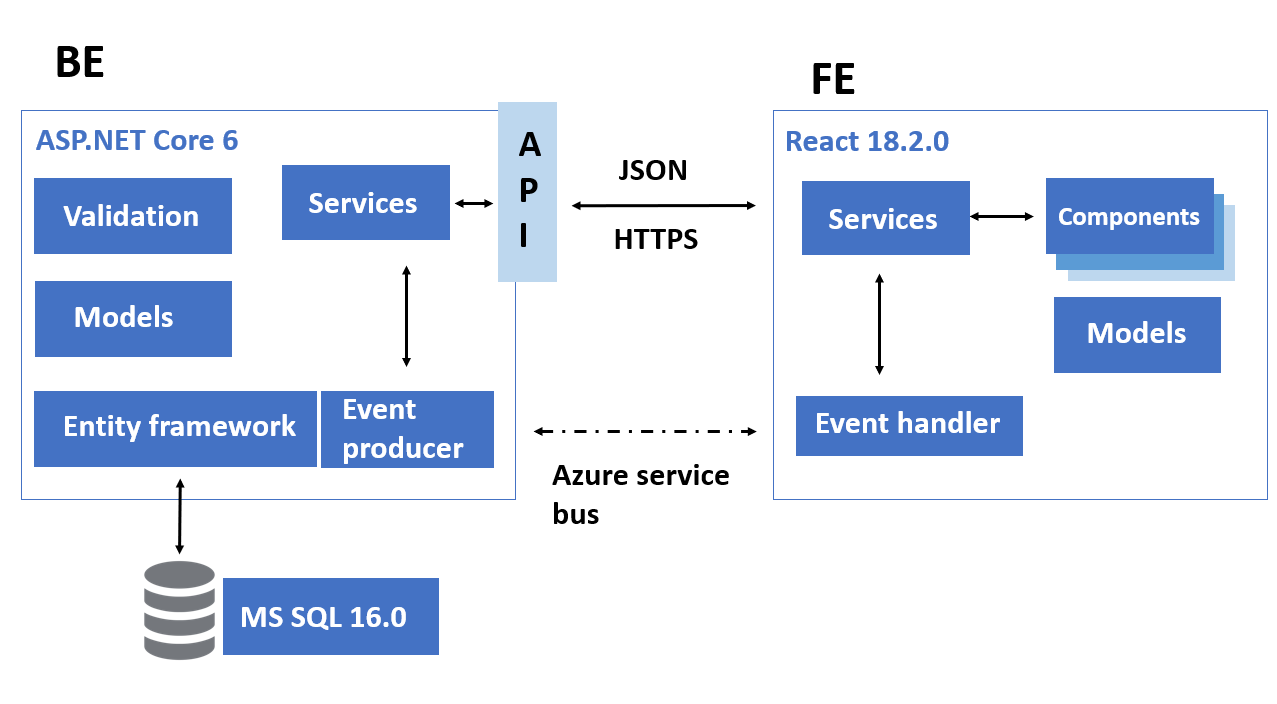 BE
ASP.NET Core 6
Validation
Services
Models
Entity framework
Event
producer
MS SQL 16.0
A
P
I
JSON
HTTPS
Azure service
bus
FE
React 18.2.0
Services
Components
Models
Event handler